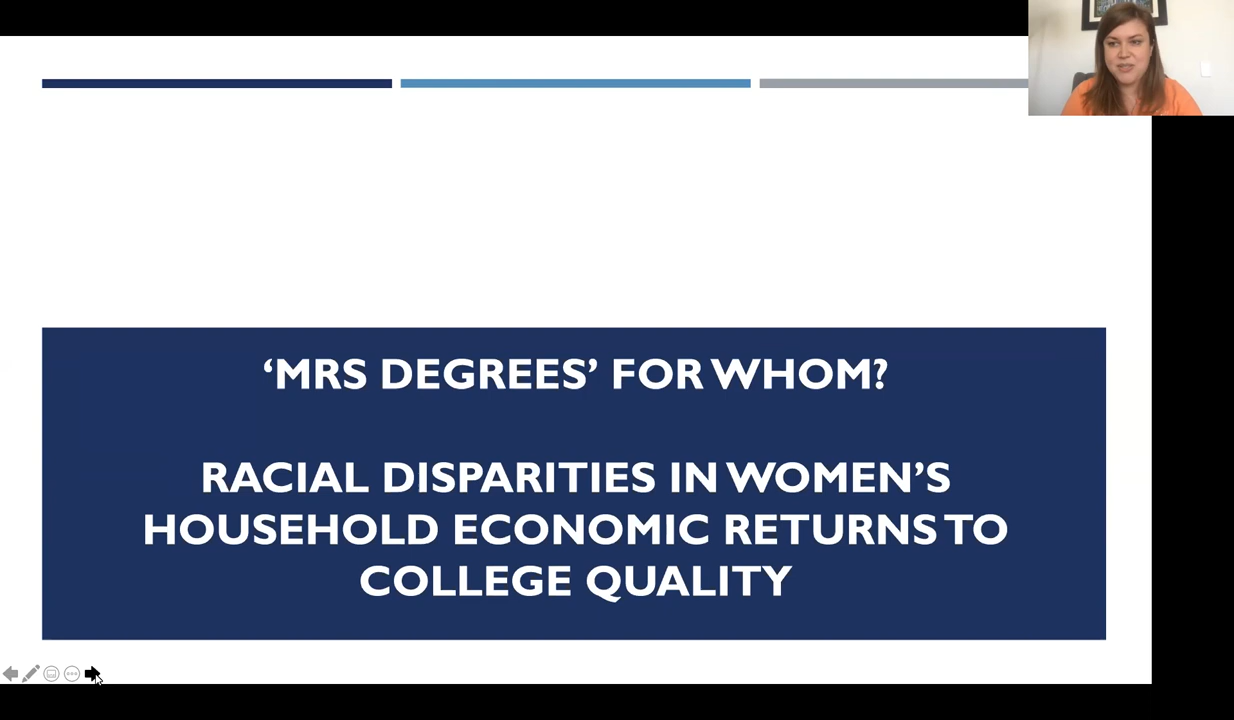 ‘MRS DEGREES’ FOR WHOM?
RACIAL DISPARITIES IN WOMEN’S
HOUSEHOLD ECONOMIC RETURNS TO
COLLEGE QUALITY